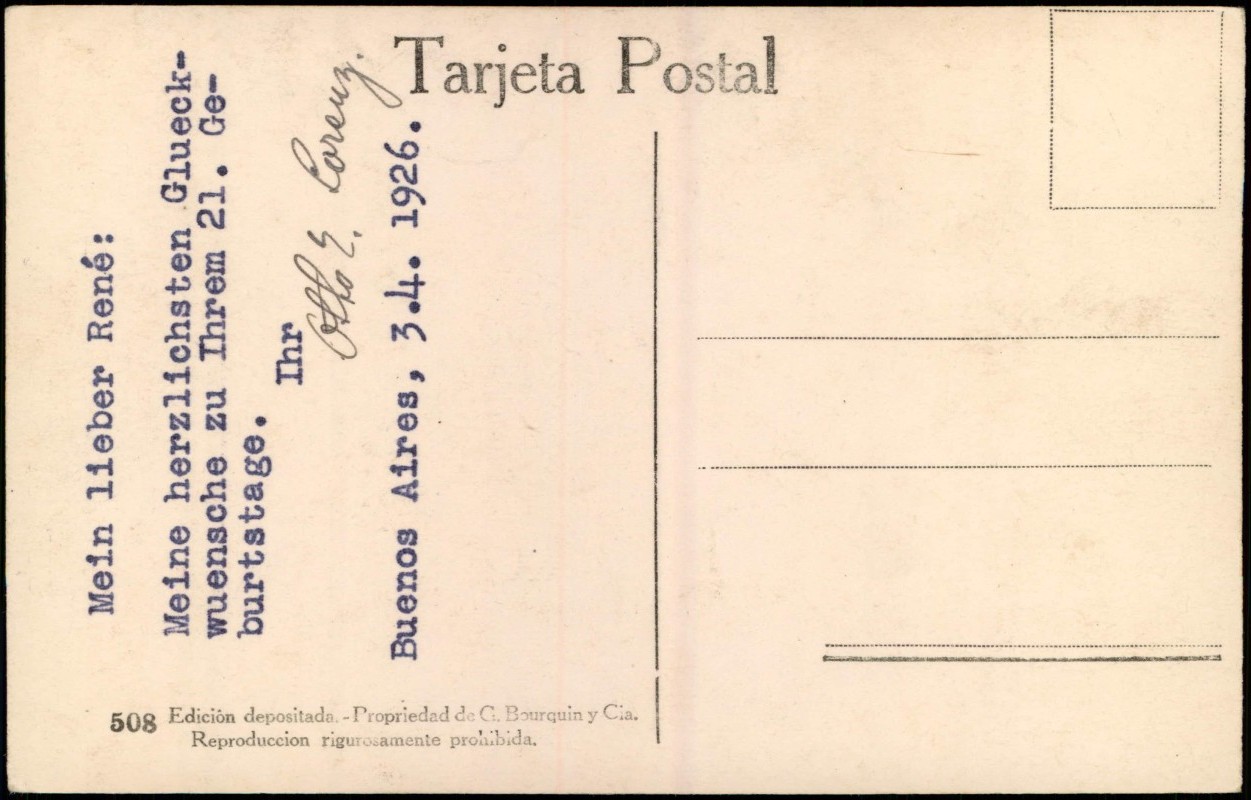 Tarjeta Postal
Mein lieber René:
Meine herzlichsten Glueck-
wuensche zu Ihrem 21. Ge-
burtstage.
Ihr
Otto E. Lorenz.
Buenos Aires, 3.4. 1926.
508 Edición depositada. - Propriedad de G. Bourquin y Cia.
Reproduccion rigurosamente prohibida.